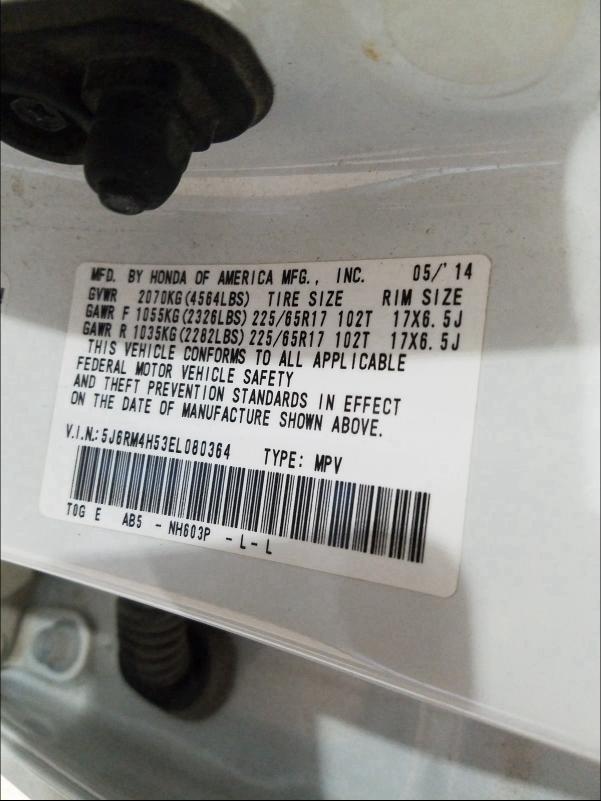 MFD. BY HONDA OF AMERICA MFG., INC. 05/'14
GVWR 2070KG(4564LBS) TIRE SIZE RIM SIZE
GAWR F 1055KG(2326LBS) 225/65R17 102T 17X6.5J
GAWR R 1035KG(2282LBS) 225/65R17 102T 17X6.5J
THIS VEHICLE CONFORMS TO ALL APPLICABLE
FEDERAL MOTOR VEHICLE SAFETY
AND THEFT PREVENTION STANDARDS IN EFFECT
ON THE DATE OF MANUFACTURE SHOWN ABOVE.
V.I.N.:5J6RM4H53EL080364 TYPE: MPV
T0G E AB5 - NH603P - L - L